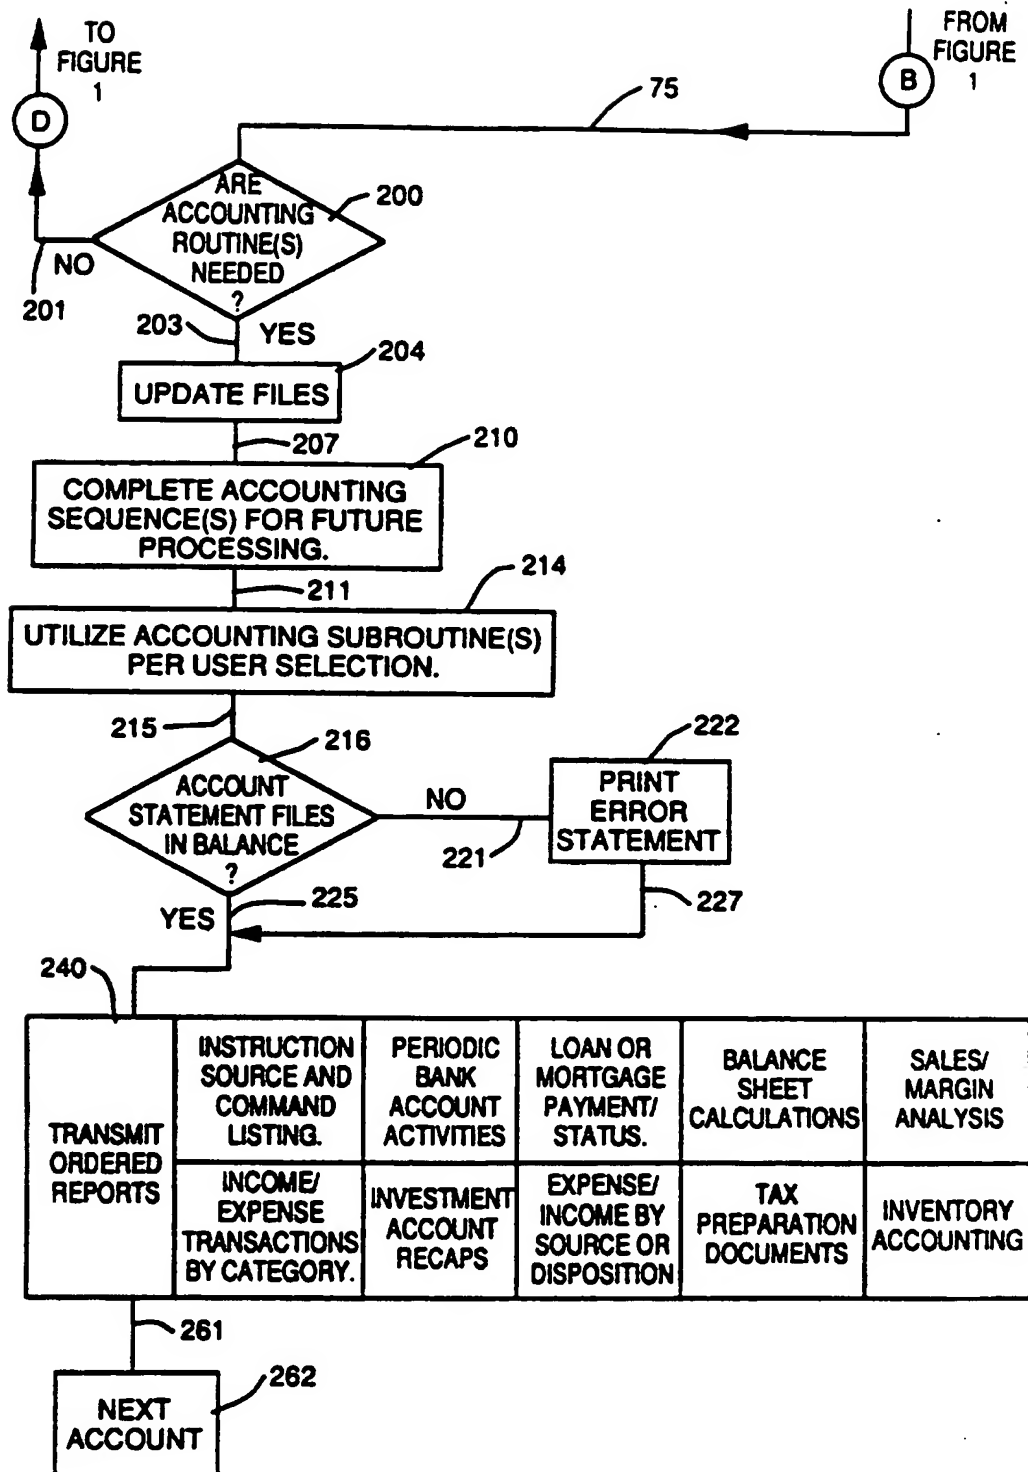 TO
FIGURE
1
D
FROM
FIGURE
1
B
75
ARE
ACCOUNTING
ROUTINE(S)
NEEDED
?
200
NO
201
203
YES
204
UPDATE FILES
207
210
COMPLETE ACCOUNTING
SEQUENCE(S) FOR FUTURE
PROCESSING.
211
214
UTILIZE ACCOUNTING SUBROUTINE(S)
PER USER SELECTION.
215
216
ACCOUNT
STATEMENT FILES
IN BALANCE
?
NO
221
222
PRINT
ERROR
STATEMENT
227
225
YES
240
TRANSMIT
ORDERED
REPORTS
INSTRUCTION
SOURCE AND
COMMAND
LISTING.
PERIODIC
BANK
ACCOUNT
ACTIVITIES
LOAN OR
MORTGAGE
PAYMENT/
STATUS.
BALANCE
SHEET
CALCULATIONS
SALES/
MARGIN
ANALYSIS
INCOME/
EXPENSE
TRANSACTIONS
BY CATEGORY.
INVESTMENT
ACCOUNT
RECAPS
EXPENSE/
INCOME BY
SOURCE OR
DISPOSITION
TAX
PREPARATION
DOCUMENTS
INVENTORY
ACCOUNTING
261
262
NEXT
ACCOUNT